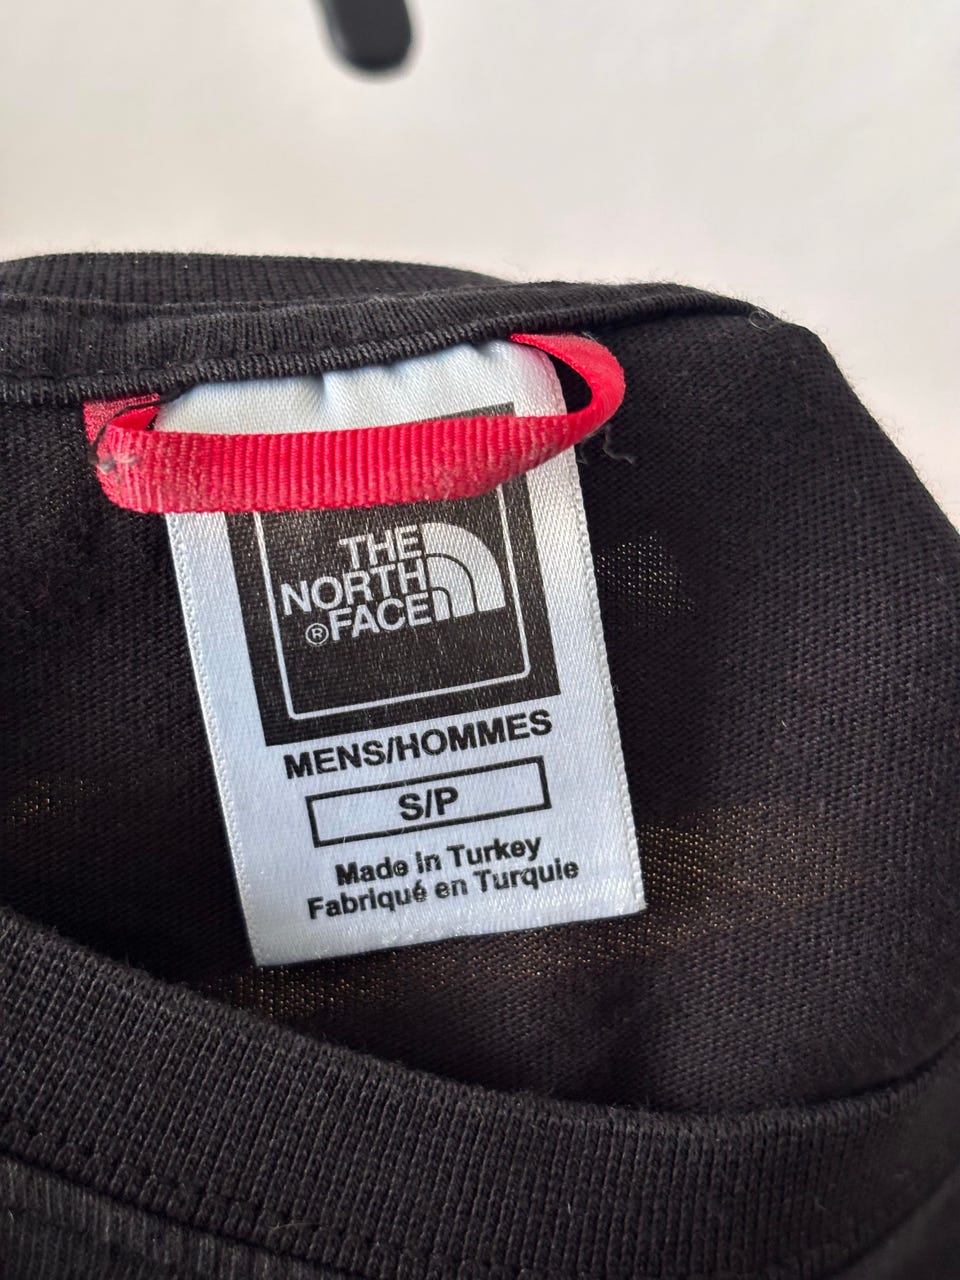 THE
NORTH
®FACE
MENS/HOMMES
S/P
Made in Turkey
Fabriqué en Turquie